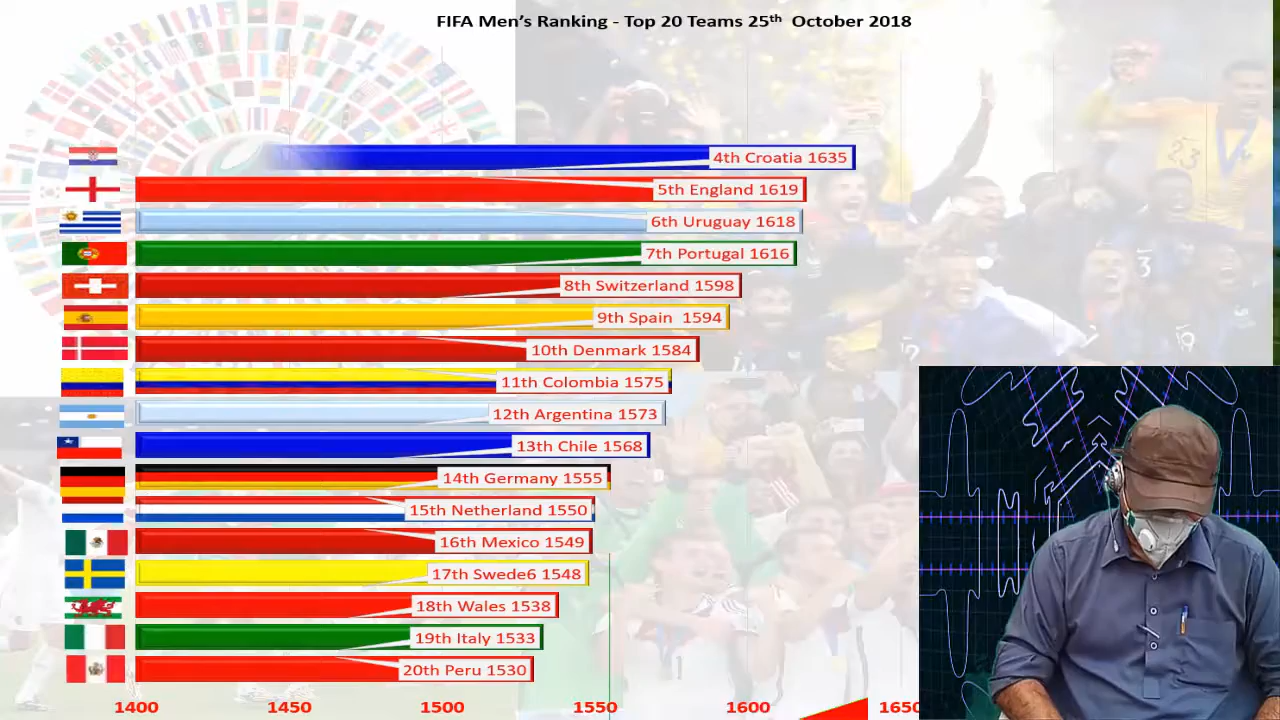 FIFA Men’s Ranking - Top 20 Teams 25th October 2018
4th Croatia 1635
5th England 1619
6th Uruguay 1618
7th Portugal 1616
8th Switzerland 1598
9th Spain 1594
10th Denmark 1584
11th Colombia 1575
12th Argentina 1573
13th Chile 1568
14th Germany 1555
15th Netherland 1550
16th Mexico 1549
17th Swede6 1548
18th Wales 1538
19th Italy 1533
20th Peru 1530
1400 1450 1500 1550 1600 1650